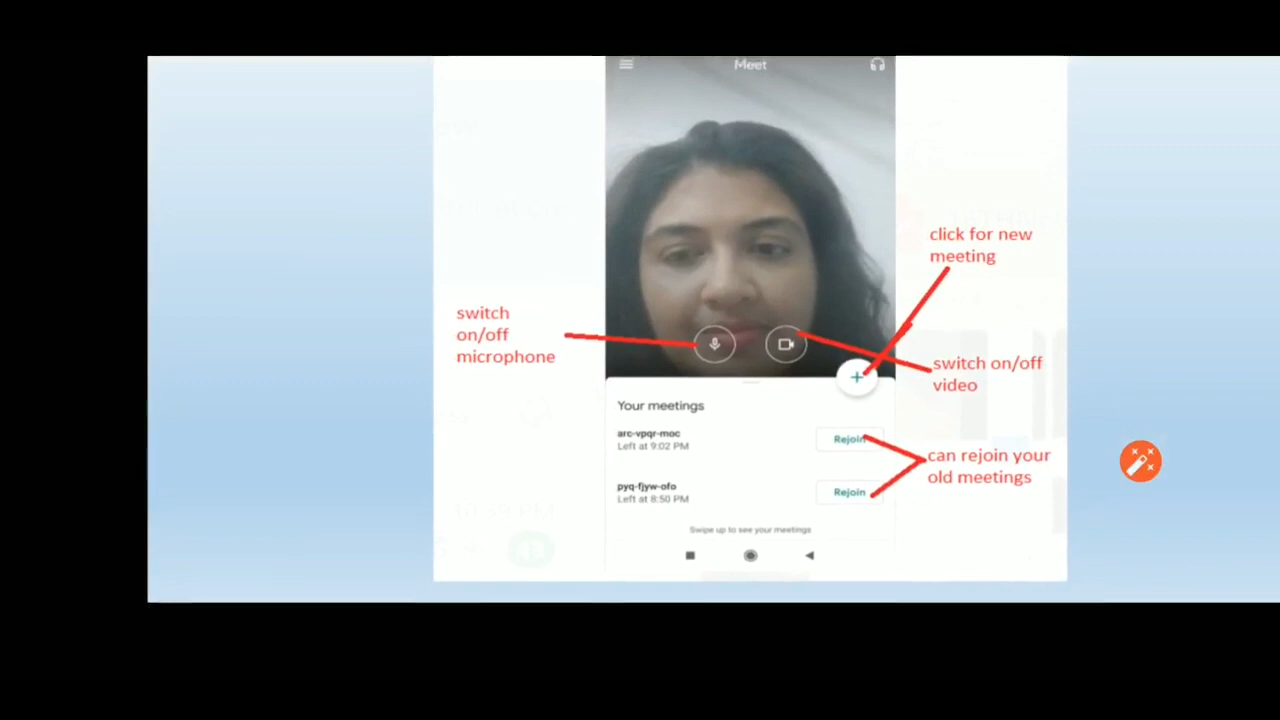 Meet
click for new
meeting
switch
on/off
microphone
switch on/off
video
Your meetings
arc-vpqr-moc
Left at 9:02 PM
Rejoin
can rejoin your
old meetings
pyq-fjyw-ofo
Left at 8:50 PM
Rejoin
Swipe up to see your meetings